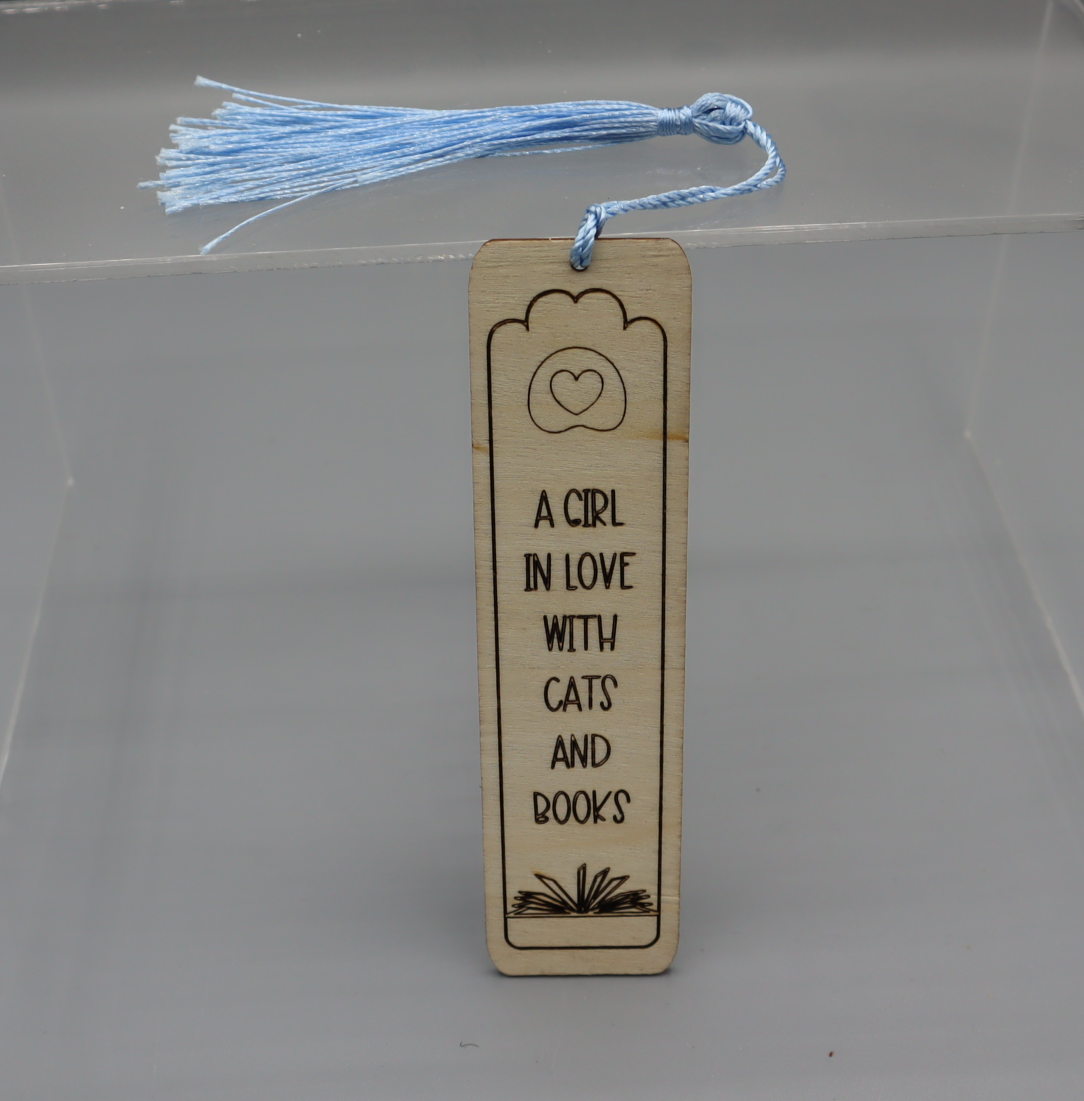 A GIRL
IN LOVE
WITH
CATS
AND
BOOKS